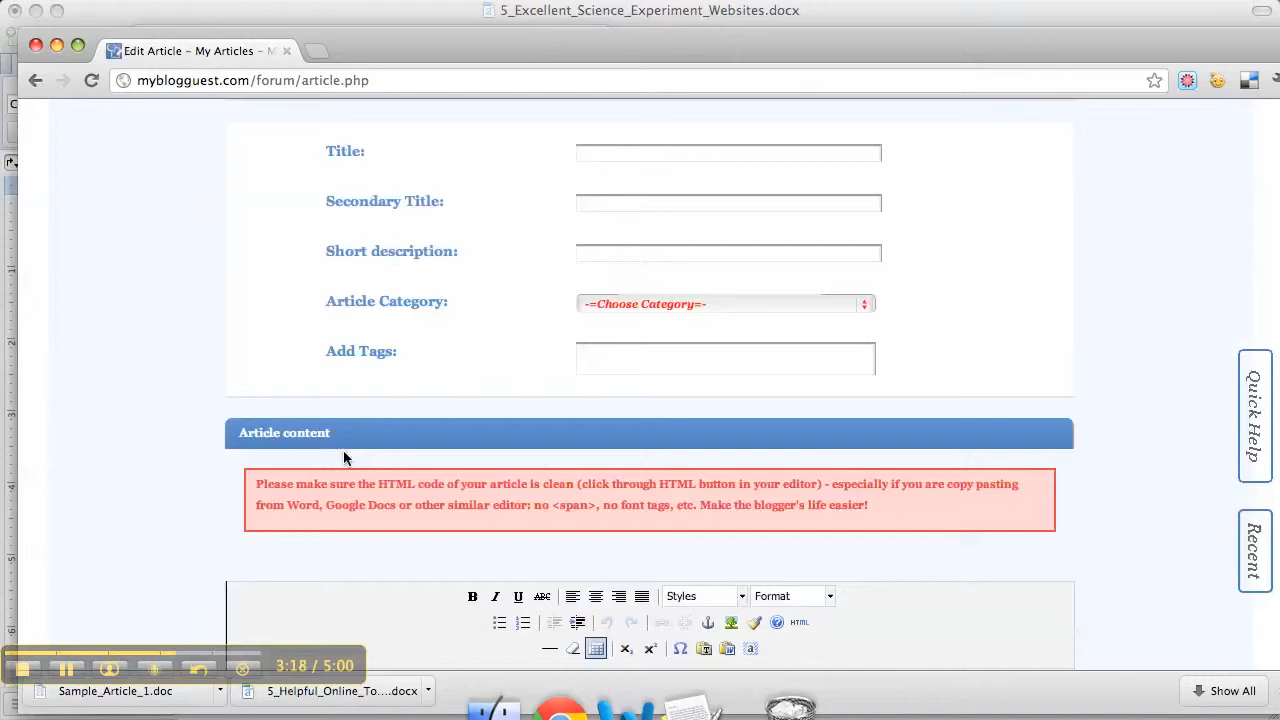 5_Excellent_Science_Experiment_Websites.docx
Edit Article – My Articles – M
myblogguest.com/forum/article.php
Title:
Secondary Title:
Short description:
Article Category:
-=Choose Category=-
Add Tags:
Quick Help
Article content
Please make sure the HTML code of your article is clean (click through HTML button in your editor) - especially if you are copy pasting
from Word, Google Docs or other similar editor: no <span>, no font tags, etc. Make the blogger's life easier!
Recent
B I U ABC Styles Format
HTML
3:18 / 5:00
Sample_Article_1.doc
5_Helpful_Online_To....docx
Show All